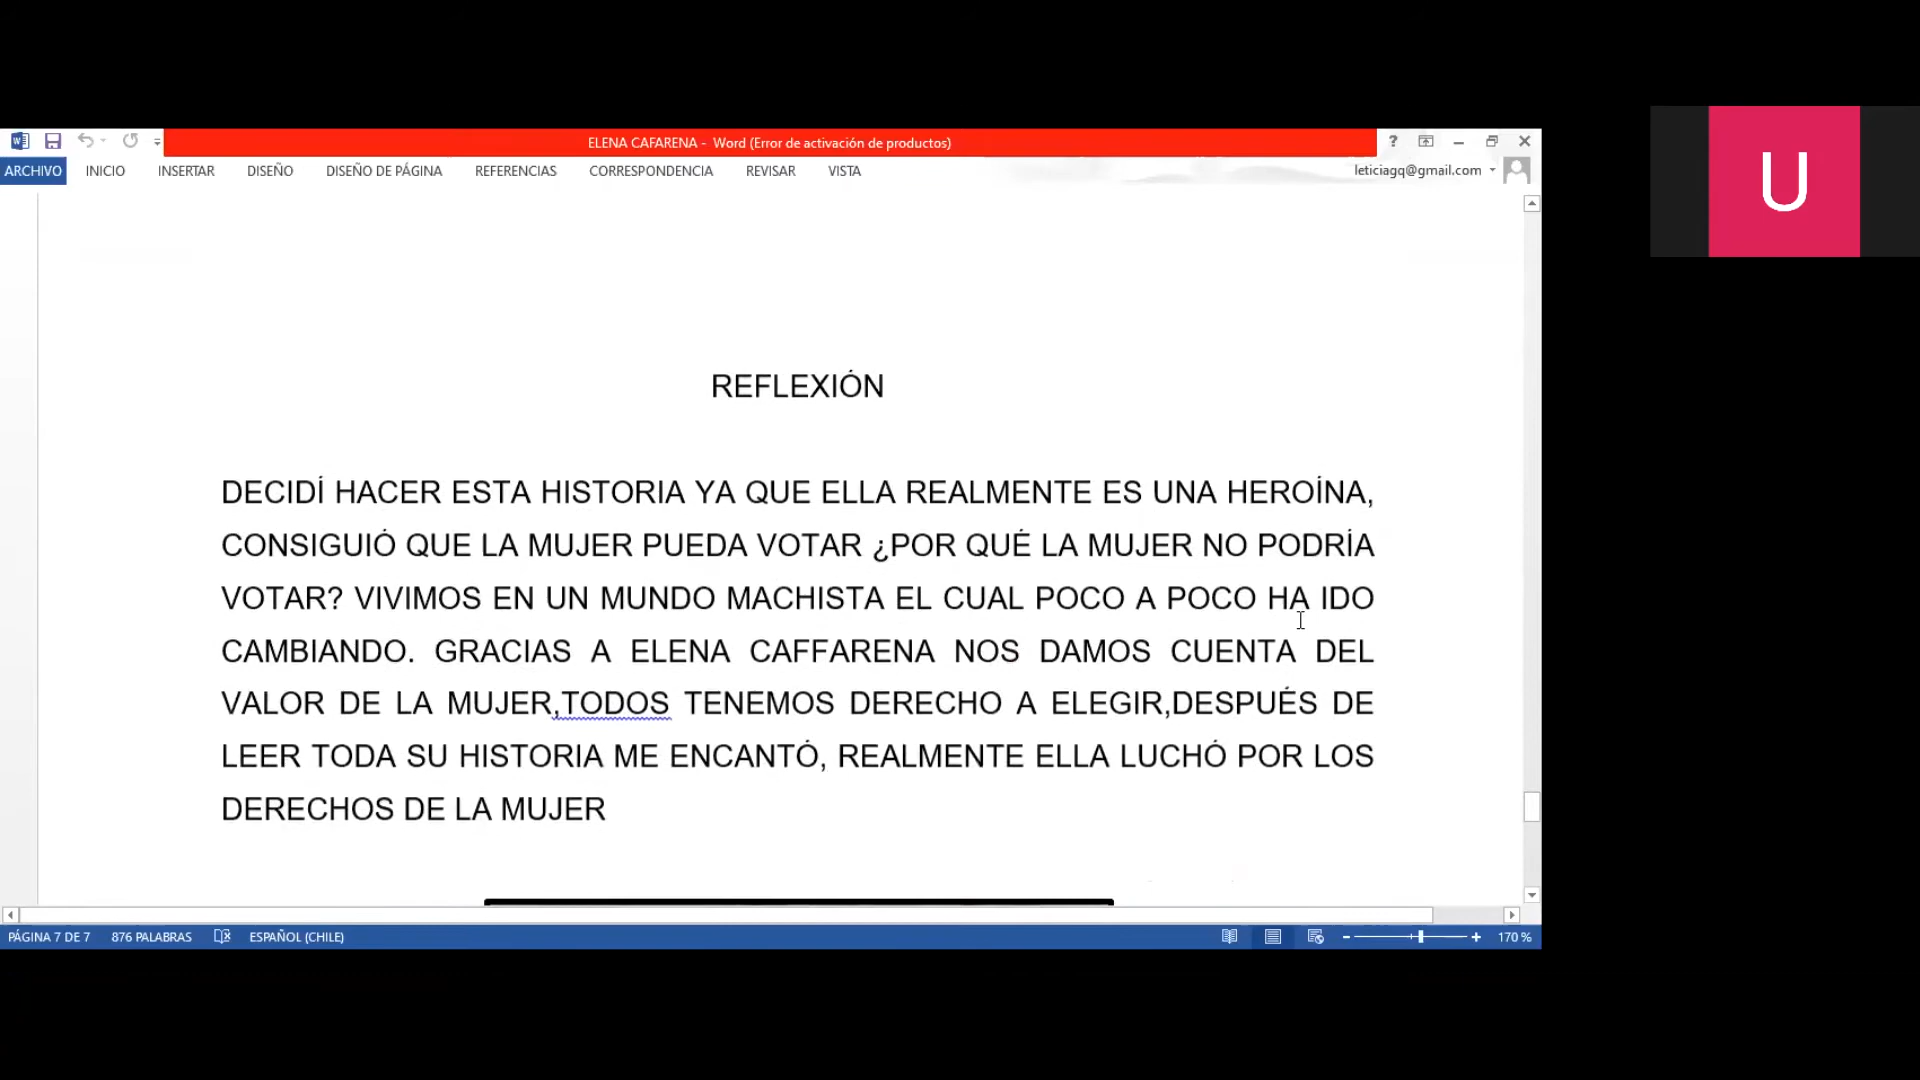 ELENA CAFARENA - Word (Error de activación de productos)
?
ARCHIVO INICIO INSERTAR DISEÑO DISEÑO DE PÁGINA REFERENCIAS CORRESPONDENCIA REVISAR VISTA leticiagq@gmail.com
U
REFLEXIÓN
DECIDÍ HACER ESTA HISTORIA YA QUE ELLA REALMENTE ES UNA HEROÍNA,
CONSIGUIÓ QUE LA MUJER PUEDA VOTAR ¿POR QUÉ LA MUJER NO PODRÍA
VOTAR? VIVIMOS EN UN MUNDO MACHISTA EL CUAL POCO A POCO HA IDO
CAMBIANDO. GRACIAS A ELENA CAFFARENA NOS DAMOS CUENTA DEL
VALOR DE LA MUJER,TODOS TENEMOS DERECHO A ELEGIR,DESPUÉS DE
LEER TODA SU HISTORIA ME ENCANTÓ, REALMENTE ELLA LUCHÓ POR LOS
DERECHOS DE LA MUJER
PÁGINA 7 DE 7 876 PALABRAS ESPAÑOL (CHILE) 170 %